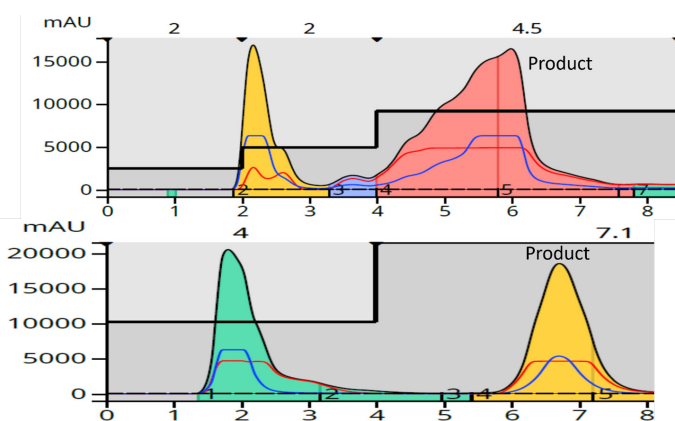 mAU 2 2 4.5
15000 Product
10000
5000
0 2 3 4 5 7
0 1 2 3 4 5 6 7 8
mAU 4 7.1
20000 Product
15000
10000
5000
0 1 2 3 4 5
0 1 2 3 4 5 6 7 8